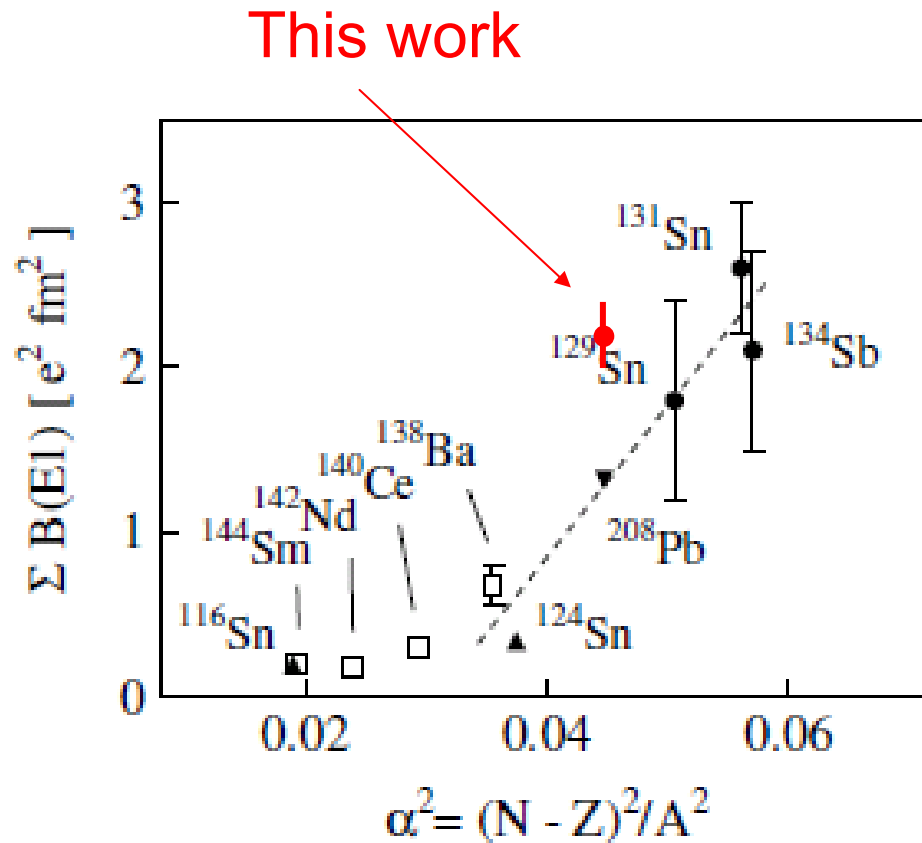 This work
3
2
1
0
Σ B(E1) [ e² fm² ]
¹³¹Sn
¹³⁴Sb
¹²⁹Sn
¹³⁸Ba
¹⁴⁰Ce
¹⁴²Nd
¹⁴⁴Sm
²⁰⁸Pb
¹¹⁶Sn
¹²⁴Sn
0.02 0.04 0.06
α²= (N - Z)²/A²